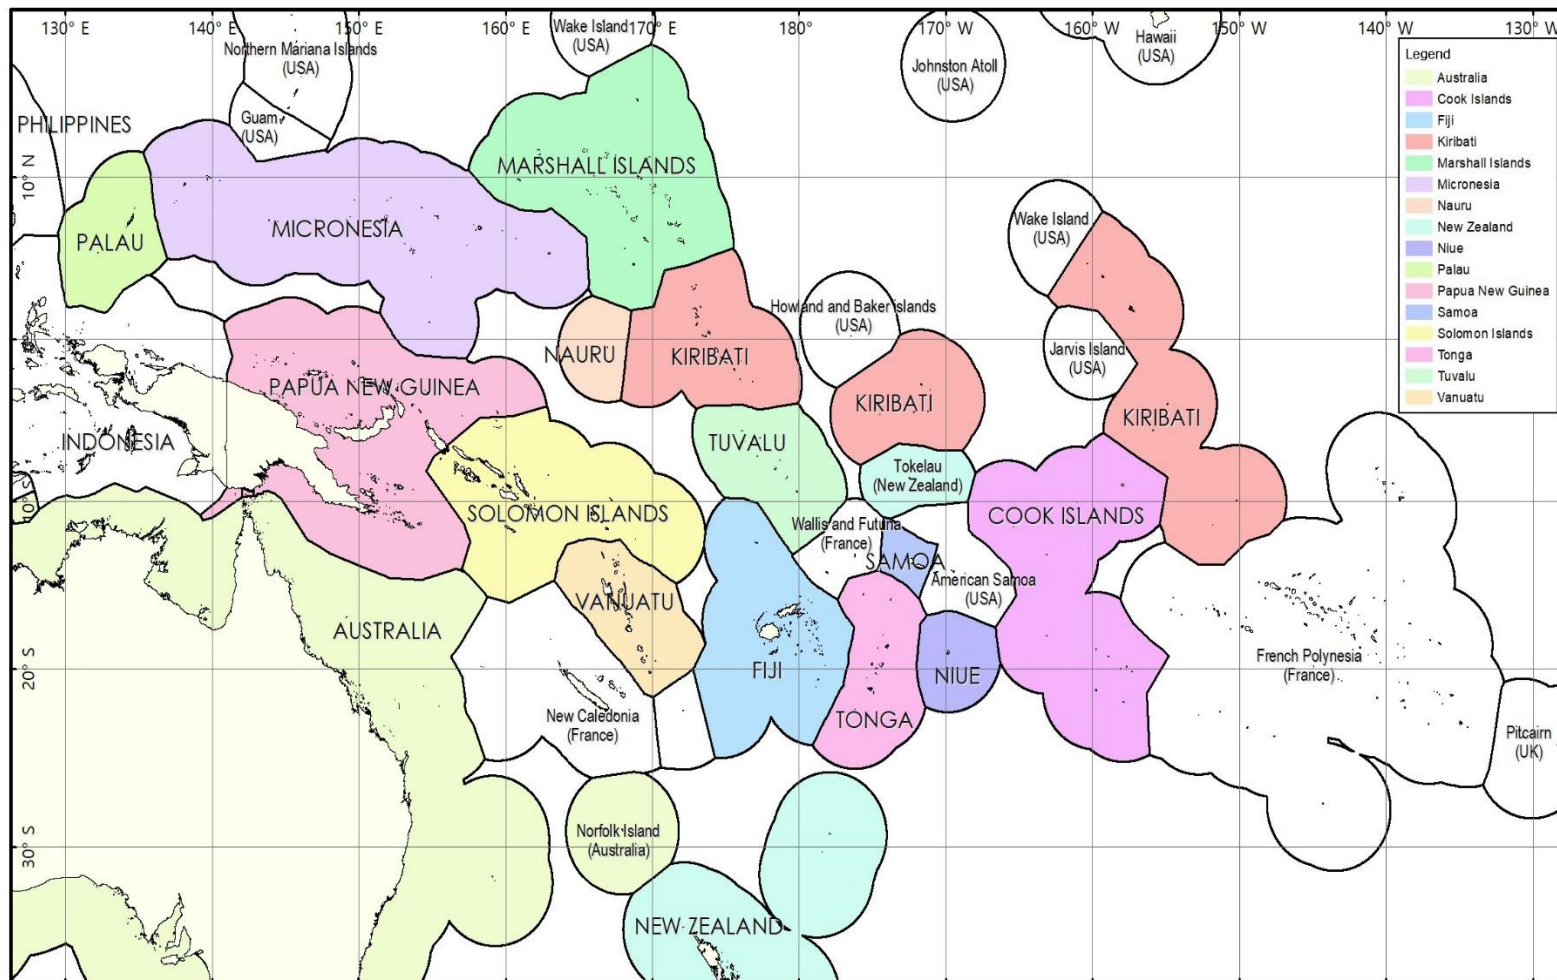 130° E
140° E
150° E
160° E
170° E
180°
170° W
160° W
150° W
140° W
130° W
Northern Mariana Islands
(USA)
Wake Island
(USA)
Johnston Atoll
(USA)
Hawaii
(USA)
Guam
(USA)
PHILIPPINES
10° N
MARSHALL ISLANDS
MICRONESIA
PALAU
Wake Island
(USA)
Howland and Baker islands
(USA)
Jarvis Island
(USA)
NAURU
KIRIBATI
PAPUA NEW GUINEA
KIRIBATI
KIRIBATI
INDONESIA
TUVALU
Tokelau
(New Zealand)
10° S
SOLOMON ISLANDS
COOK ISLANDS
Wallis and Futuna
(France)
SAMOA
American Samoa
(USA)
VANUATU
AUSTRALIA
20° S
FIJI
NIUE
French Polynesia
(France)
TONGA
New Caledonia
(France)
Pitcairn
(UK)
30° S
Norfolk Island
(Australia)
NEW ZEALAND
Legend
Australia
Cook Islands
Fiji
Kiribati
Marshall Islands
Micronesia
Nauru
New Zealand
Niue
Palau
Papua New Guinea
Samoa
Solomon Islands
Tonga
Tuvalu
Vanuatu